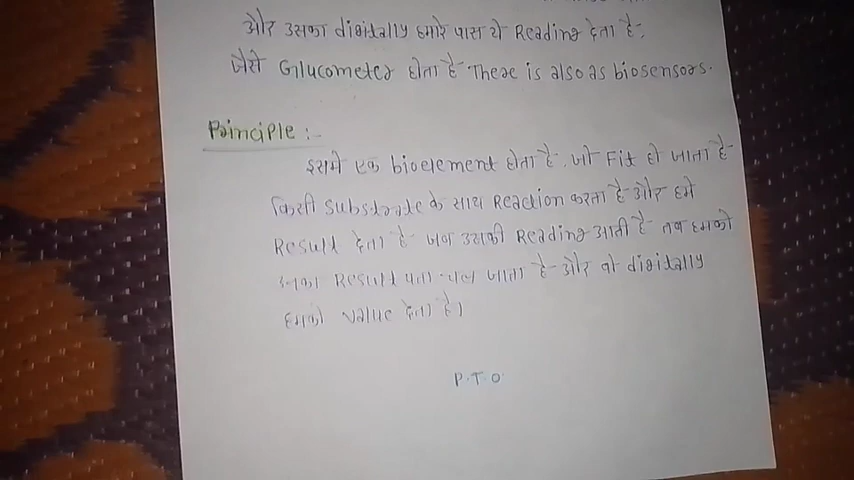 और उसका digitally हमारे पास ये Reading देता है,
जैसे Glucometer होता है There is also as biosensors.
Principle :-
इसमे एक bioelement होता है, जो Fit हो जाता है
किसी substrate के साथ Reaction करता है और हमे
Result देता है जब उसकी Reading आती है तब हमको
उनका Result पता चल जाता है और वो digitally
हमको value देता है।
P.T.O